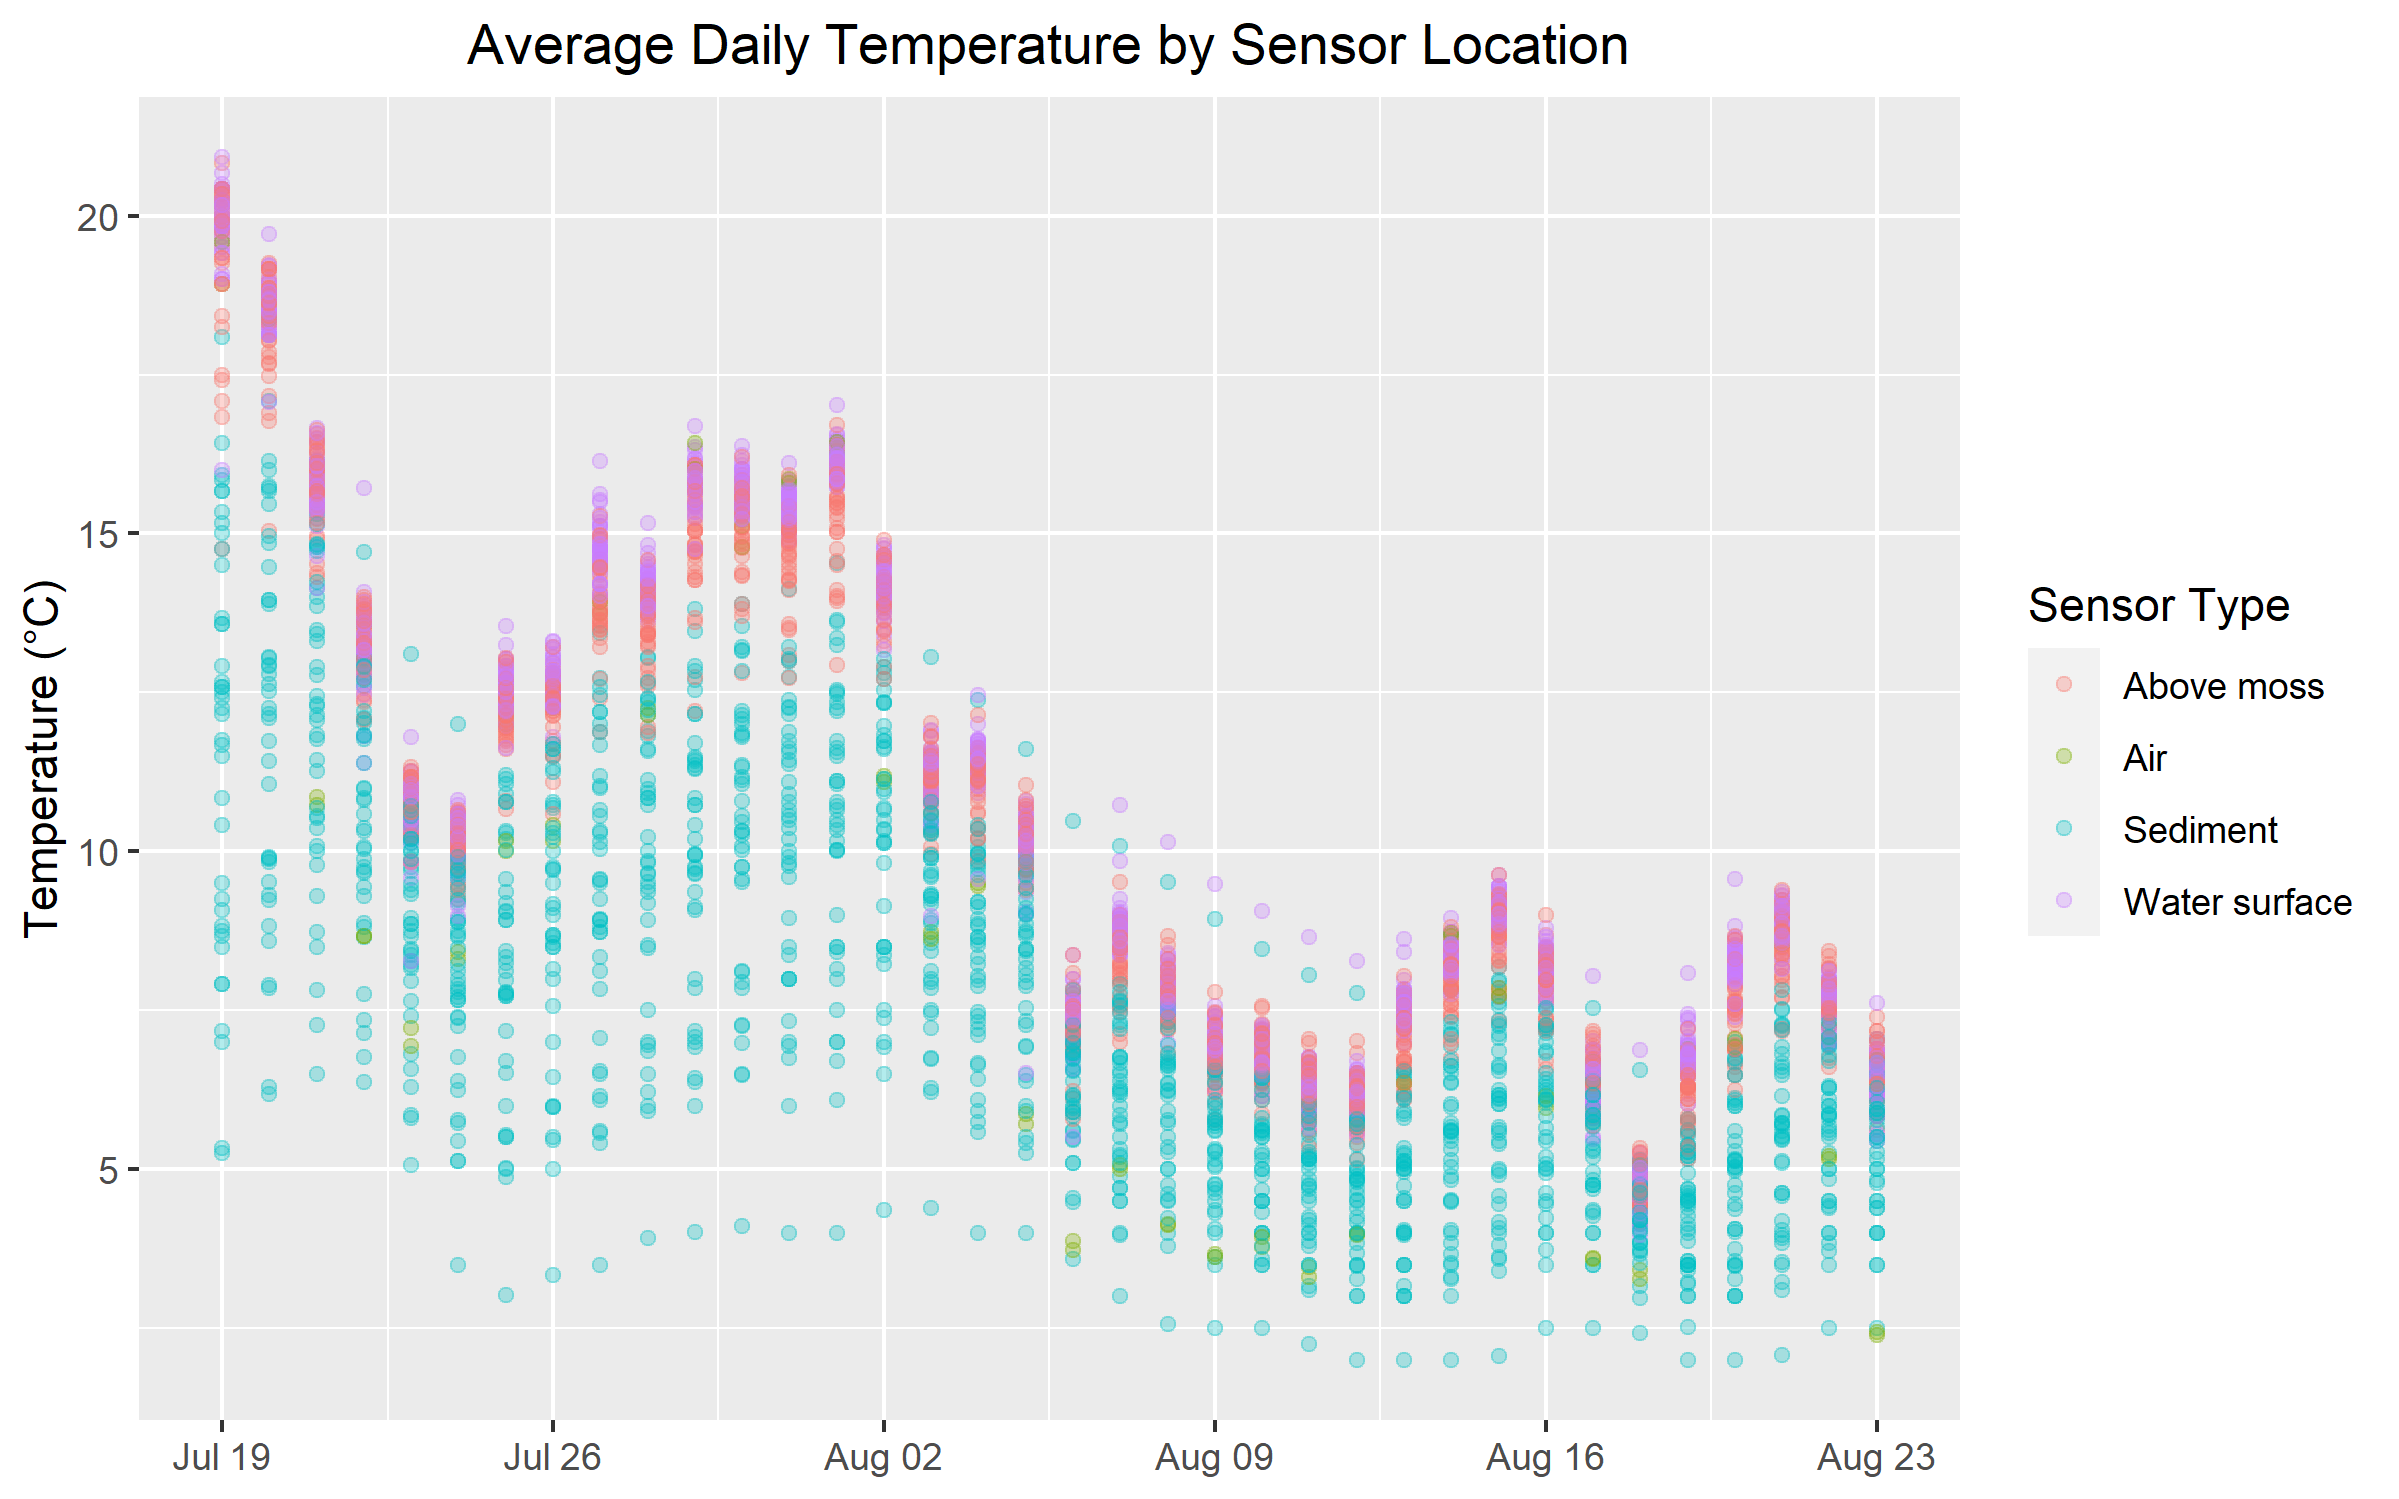 Average Daily Temperature by Sensor Location
Temperature (°C)
20
15
10
5
Jul 19
Jul 26
Aug 02
Aug 09
Aug 16
Aug 23
Sensor Type
Above moss
Air
Sediment
Water surface